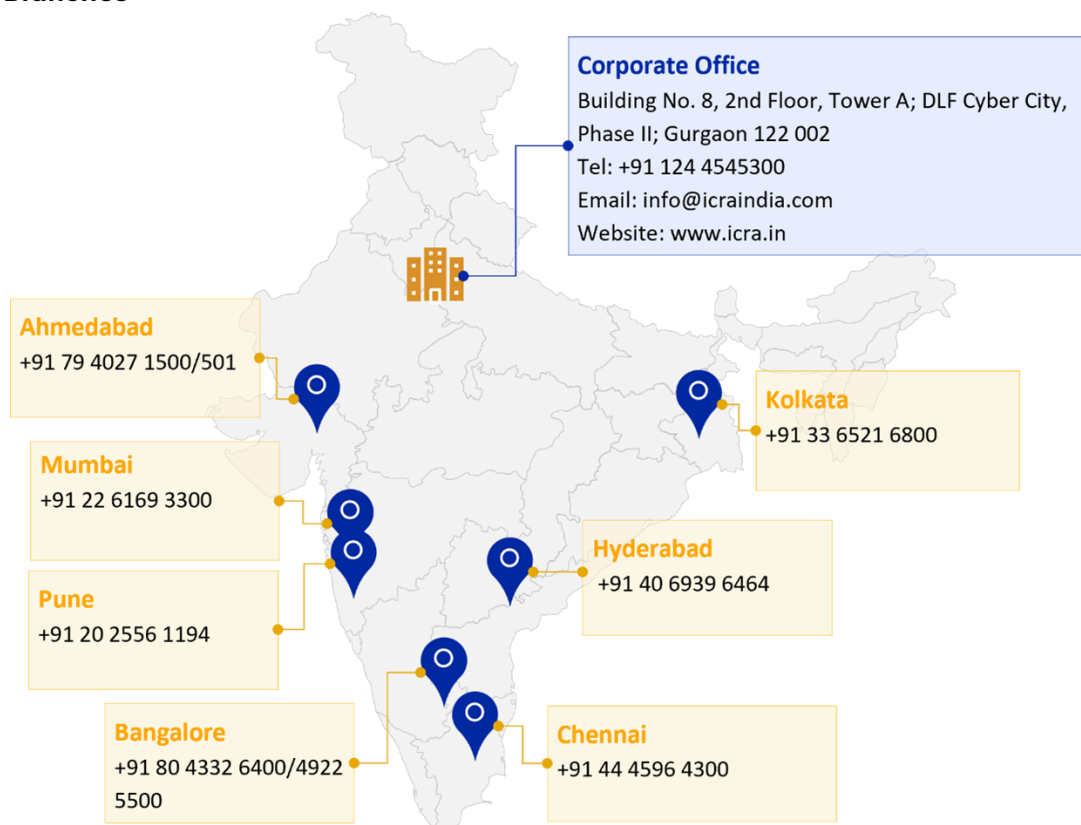 Branches
Corporate Office
Building No. 8, 2nd Floor, Tower A; DLF Cyber City,
Phase II; Gurgaon 122 002
Tel: +91 124 4545300
Email: info@icraindia.com
Website: www.icra.in
Ahmedabad
+91 79 4027 1500/501
Kolkata
+91 33 6521 6800
Mumbai
+91 22 6169 3300
Hyderabad
+91 40 6939 6464
Pune
+91 20 2556 1194
Bangalore
+91 80 4332 6400/4922
5500
Chennai
+91 44 4596 4300